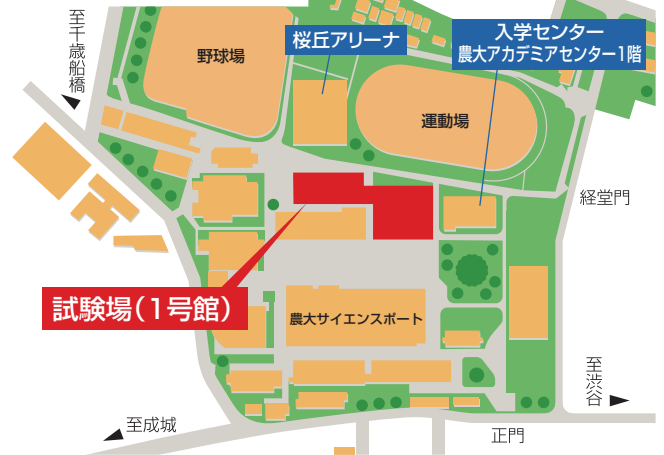 至千歳船橋
野球場
桜丘アリーナ
入学センター
農大アカデミアセンター1階
運動場
経堂門
試験場（1号館）
農大サイエンスポート
至渋谷
至成城
正門